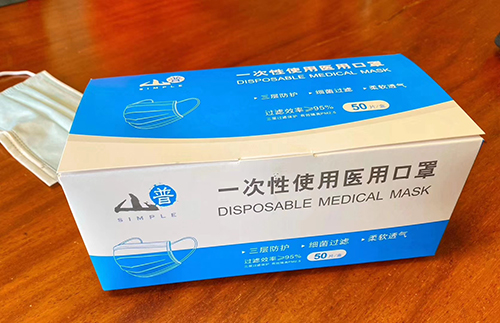 普
SIMPLE
一次性使用医用口罩
DISPOSABLE MEDICAL MASK
·三层防护 ·细菌过滤 ·柔软透气
过滤效率≥95% 50片/盒
普
SIMPLE
一次性使用医用口罩
DISPOSABLE MEDICAL MASK
·三层防护 ·细菌过滤 ·柔软透气
过滤效率≥95% 50片/盒